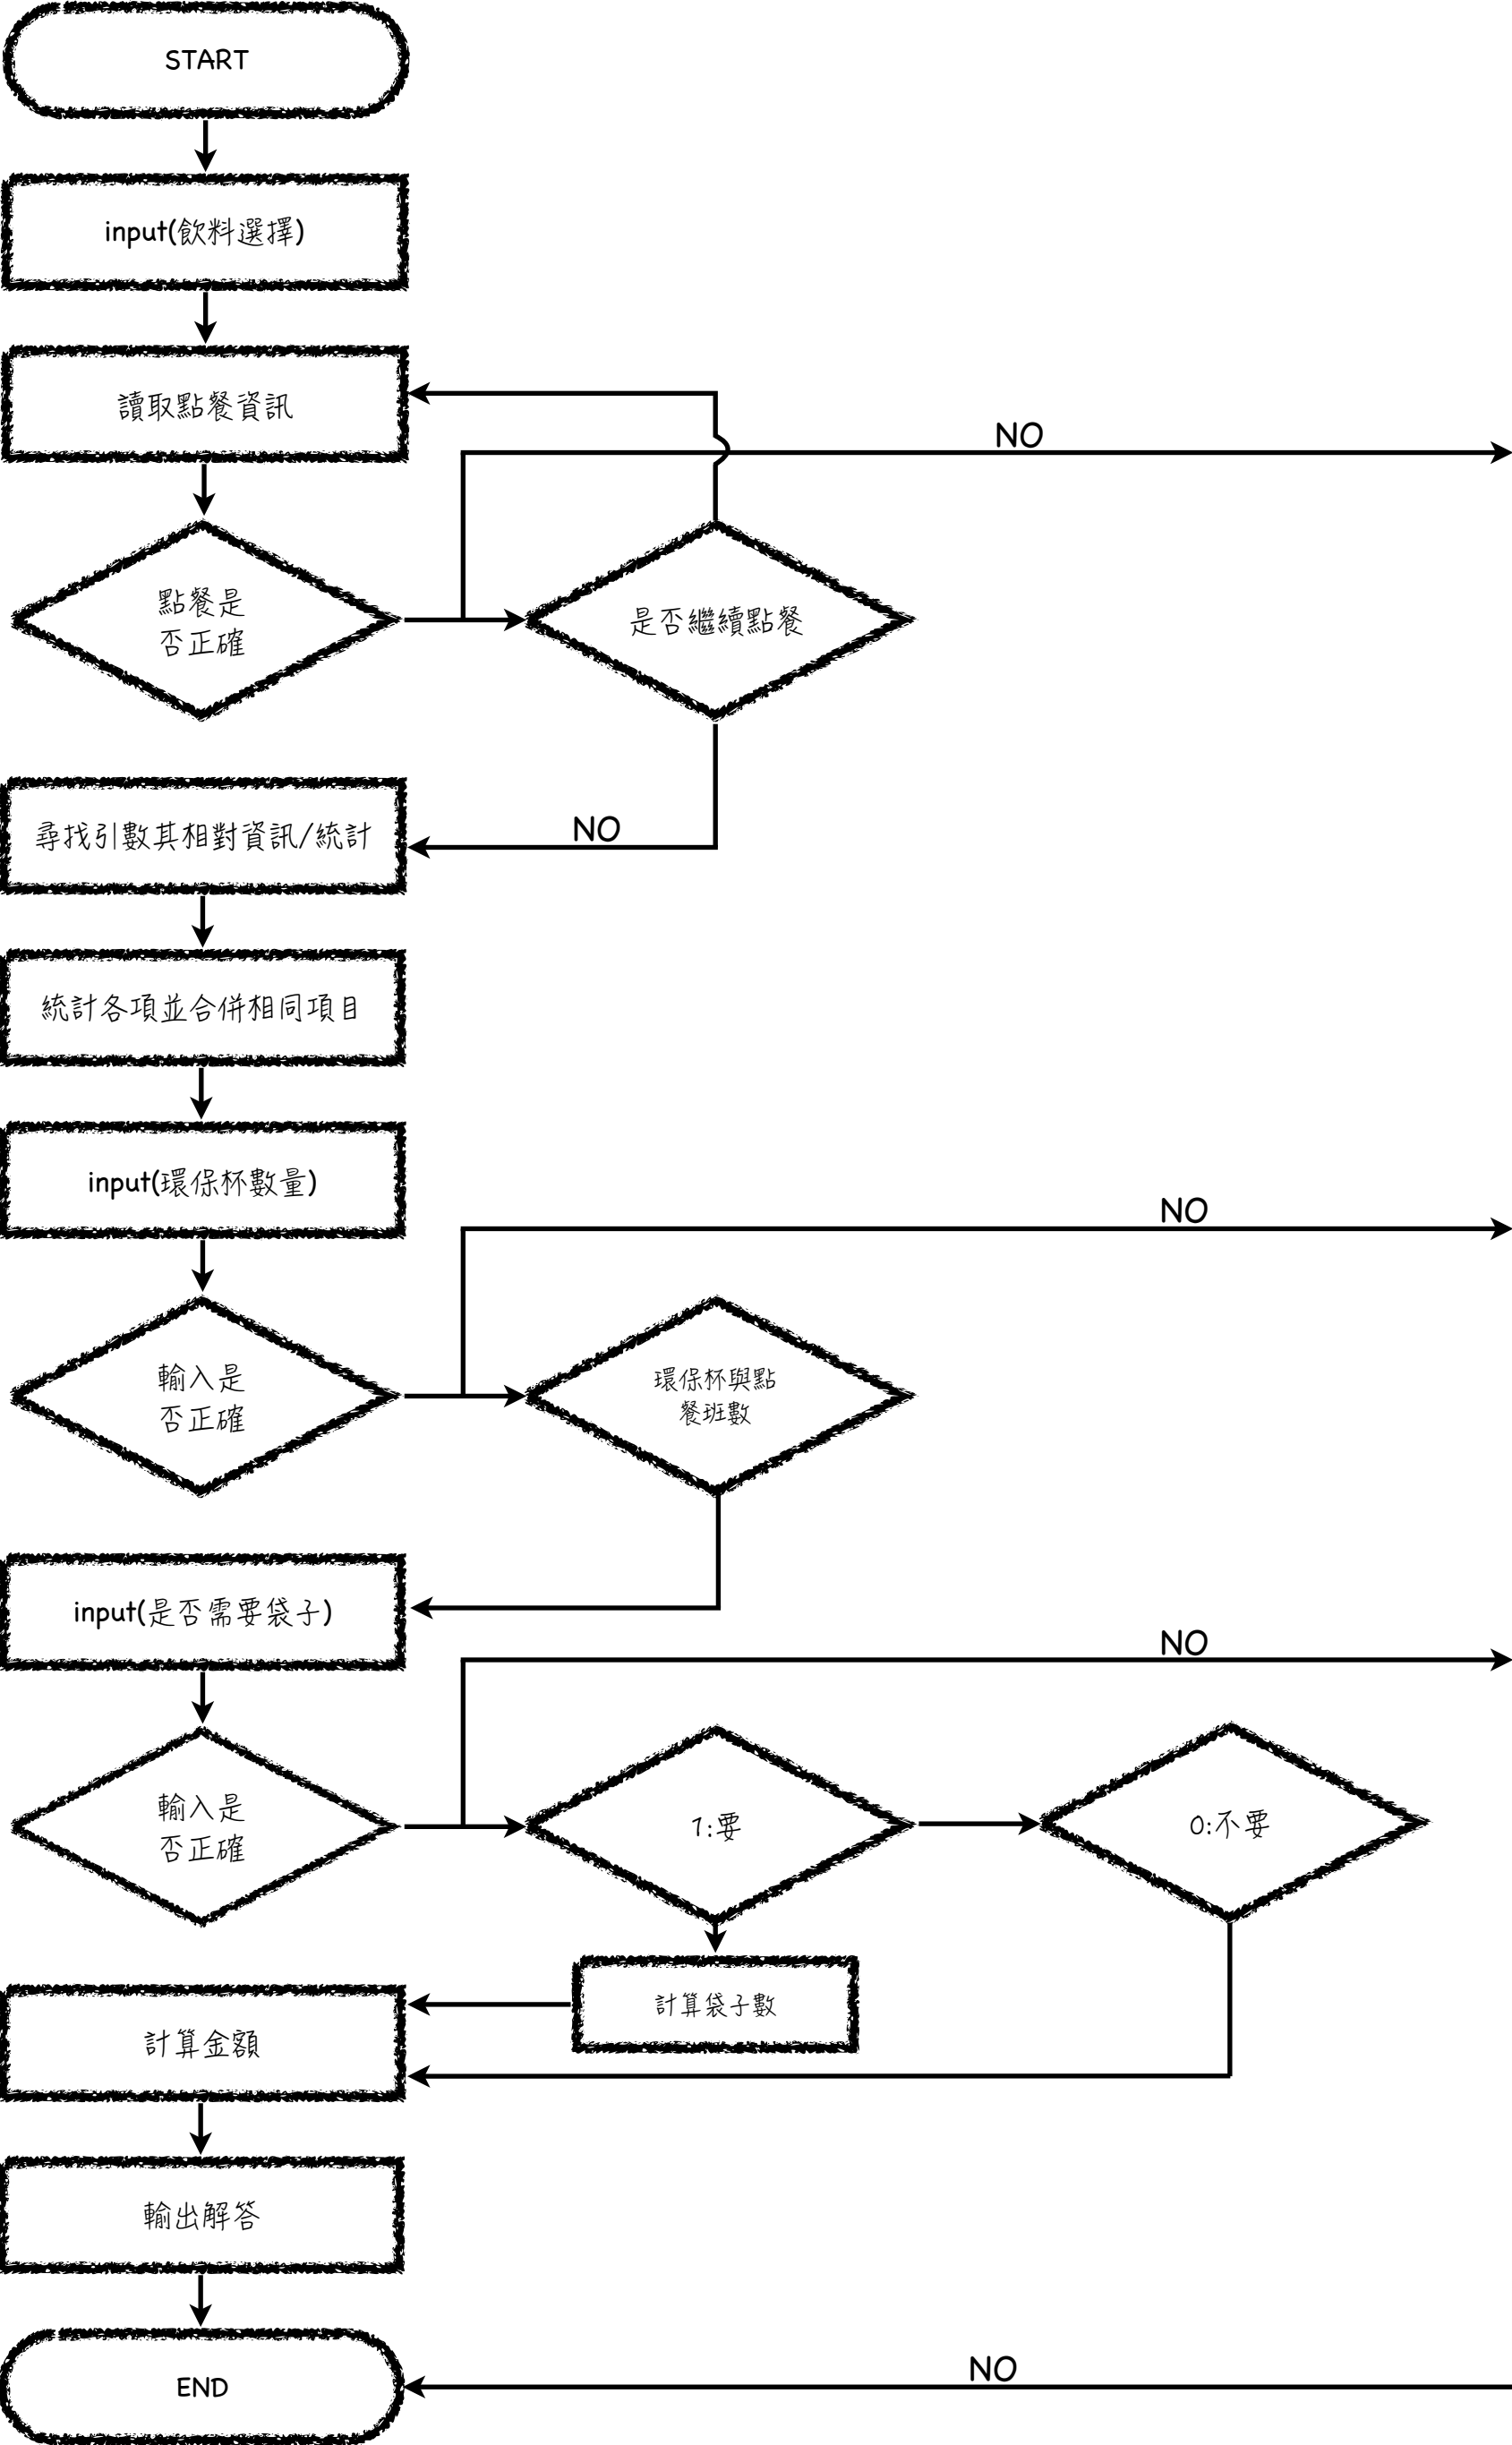 START
input(飲料選擇)
讀取點餐資訊
NO
點餐是
否正確
是否繼續點餐
尋找引數其相對資訊/統計
NO
統計各項並合併相同項目
input(環保杯數量)
NO
輸入是
否正確
環保杯與點
餐班數
input(是否需要袋子)
NO
輸入是
否正確
1:要
0:不要
計算袋子數
計算金額
輸出解答
END
NO